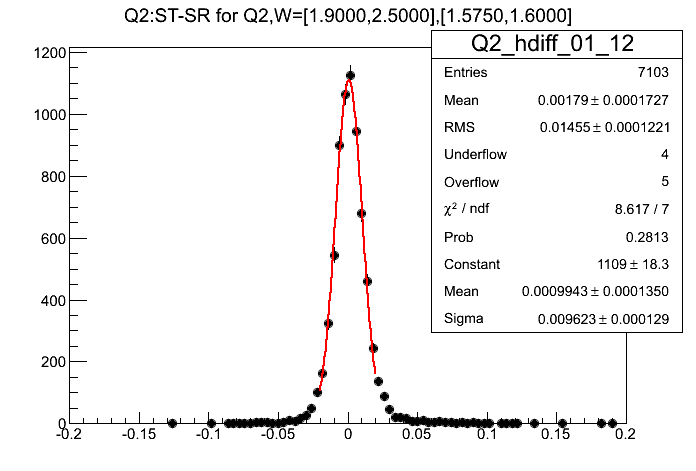 Q2:ST-SR for Q2,W=[1.9000,2.5000],[1.5750,1.6000]
Q2_hdiff_01_12
Entries 7103
Mean 0.00179 ± 0.0001727
RMS 0.01455 ± 0.0001221
Underflow 4
Overflow 5
χ² / ndf 8.617 / 7
Prob 0.2813
Constant 1109 ± 18.3
Mean 0.0009943 ± 0.0001350
Sigma 0.009623 ± 0.000129
1200
1000
800
600
400
200
0
-0.2 -0.15 -0.1 -0.05 0 0.05 0.1 0.15 0.2